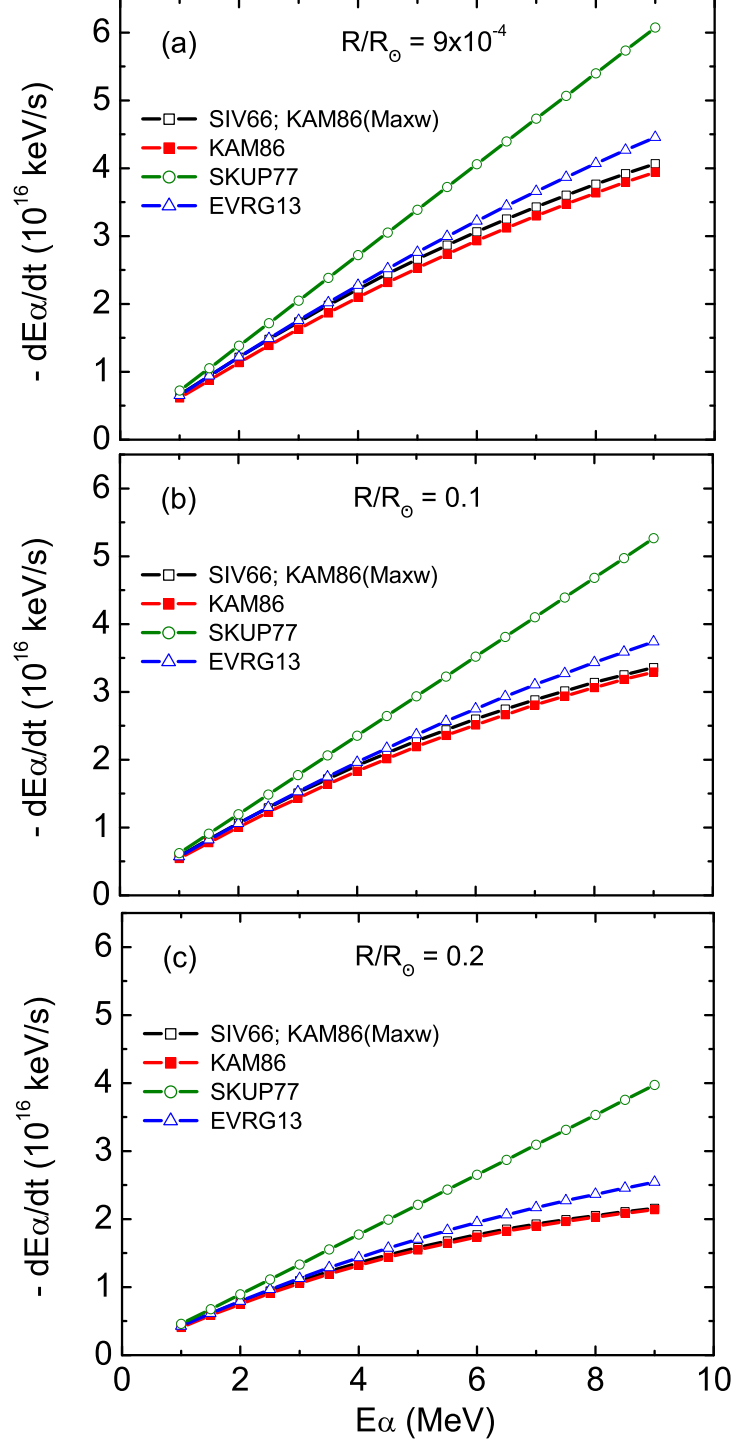 (a) R/R☉ = 9x10⁻⁴
SIV66; KAM86(Maxw)
KAM86
SKUP77
EVRG13
- dEα/dt (10¹⁶ keV/s)
6
5
4
3
2
1
0
(b) R/R☉ = 0.1
SIV66; KAM86(Maxw)
KAM86
SKUP77
EVRG13
- dEα/dt (10¹⁶ keV/s)
6
5
4
3
2
1
0
(c) R/R☉ = 0.2
SIV66; KAM86(Maxw)
KAM86
SKUP77
EVRG13
- dEα/dt (10¹⁶ keV/s)
6
5
4
3
2
1
0
0 2 4 6 8 10
Eα (MeV)